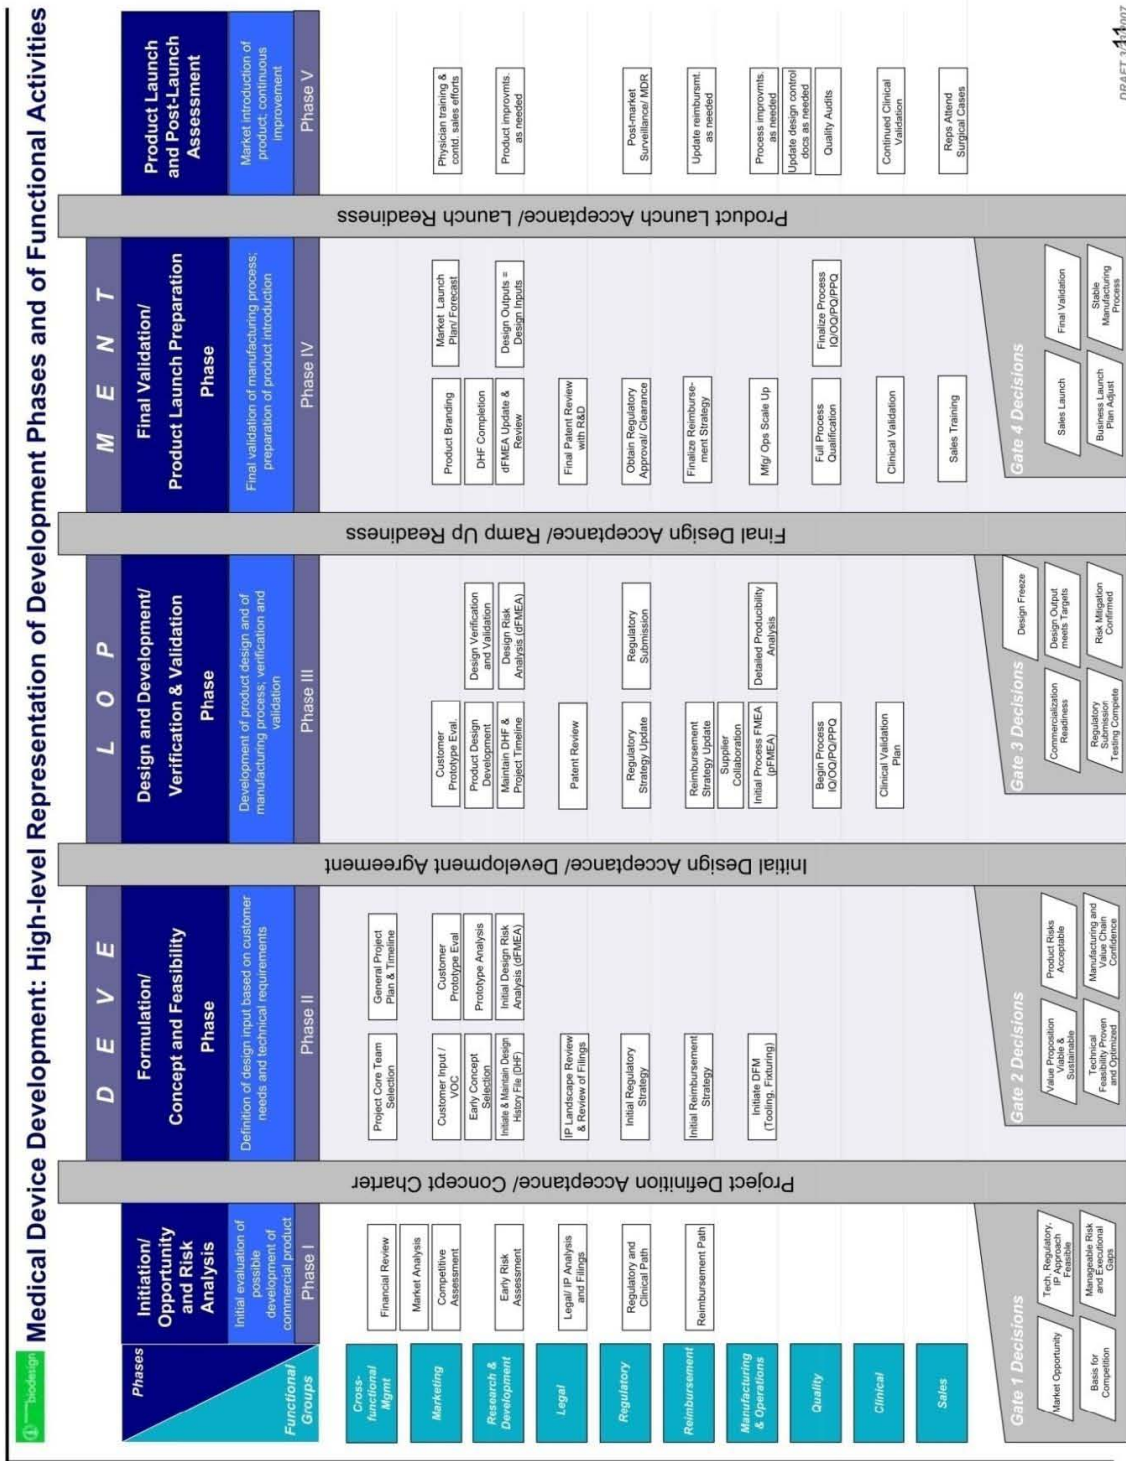 Medical Device Development: High-level Representation of Development Phases and of Functional Activities
biodesign
D E V E L O P M E N T
Phases
Functional
Groups
Initiation/
Opportunity
and Risk
Analysis
Initial evaluation of
possible
development of
commercial product
Phase I
Formulation/
Concept and Feasibility
Phase
Definition of design input based on customer
needs and technical requirements
Phase II
Design and Development/
Verification & Validation
Phase
Development of product design and of
manufacturing process; verification and
validation
Phase III
Final Validation/
Product Launch Preparation
Phase
Final validation of manufacturing process;
preparation of product introduction
Phase IV
Product Launch
and Post-Launch
Assessment
Market introduction of
product; continuous
improvement
Phase V
Project Definition Acceptance/ Concept Charter
Initial Design Acceptance/ Development Agreement
Final Design Acceptance/ Ramp Up Readiness
Product Launch Acceptance/ Launch Readiness
Cross-
functional
Mgmt
Financial Review
Project Core Team
Selection
General Project
Plan & Timeline
Marketing
Market Analysis
Competitive
Assessment
Customer Input /
VOC
Customer
Prototype Eval
Customer
Prototype Eval.
Product Branding
Market Launch
Plan/ Forecast
Physician training &
contd. sales efforts
Research &
Development
Early Risk
Assessment
Early Concept
Selection
Prototype Analysis
Initiate & Maintain Design
History File (DHF)
Initial Design Risk
Analysis (dFMEA)
Product Design
Development
Design Verification
and Validation
Maintain DHF &
Project Timeline
Design Risk
Analysis (dFMEA)
DHF Completion
dFMEA Update &
Review
Design Outputs =
Design Inputs
Product improvmts.
as needed
Legal
Legal/ IP Analysis
and Filings
IP Landscape Review
& Review of Filings
Patent Review
Final Patent Review
with R&D
Regulatory
Regulatory and
Clinical Path
Initial Regulatory
Strategy
Regulatory
Strategy Update
Regulatory
Submission
Obtain Regulatory
Approval/ Clearance
Post-market
Surveillance/ MDR
Reimbursement
Reimbursement Path
Initial Reimbursement
Strategy
Reimbursement
Strategy Update
Finalize Reimburse-
ment Strategy
Update reimbursmt.
as needed
Manufacturing
& Operations
Initiate DFM
(Tooling, Fixturing)
Supplier
Collaboration
Initial Process FMEA
(pFMEA)
Detailed Producibility
Analysis
Mfg/ Ops Scale Up
Process improvmts.
as needed
Quality
Begin Process
IQ/OQ/PQ/PPQ
Full Process
Qualification
Finalize Process
IQ/OQ/PQ/PPQ
Update design control
docs as needed
Quality Audits
Clinical
Clinical Validation
Plan
Clinical Validation
Continued Clinical
Validation
Sales
Sales Training
Reps Attend
Surgical Cases
Gate 1 Decisions
Market Opportunity
Tech, Regulatory,
IP Approach
Feasible
Basis for
Competition
Manageable Risk
and Executional
Gaps
Gate 2 Decisions
Value Proposition
Viable &
Sustainable
Product Risks
Acceptable
Technical
Feasibility Proven
and Optimized
Manufacturing and
Value Chain
Confidence
Gate 3 Decisions
Design Freeze
Commercialization
Readiness
Design Output
meets Targets
Regulatory
Submission
Testing Complete
Risk Mitigation
Confirmed
Gate 4 Decisions
Sales Launch
Final Validation
Business Launch
Plan Adjust
Stable
Manufacturing
Process
DRAFT
11